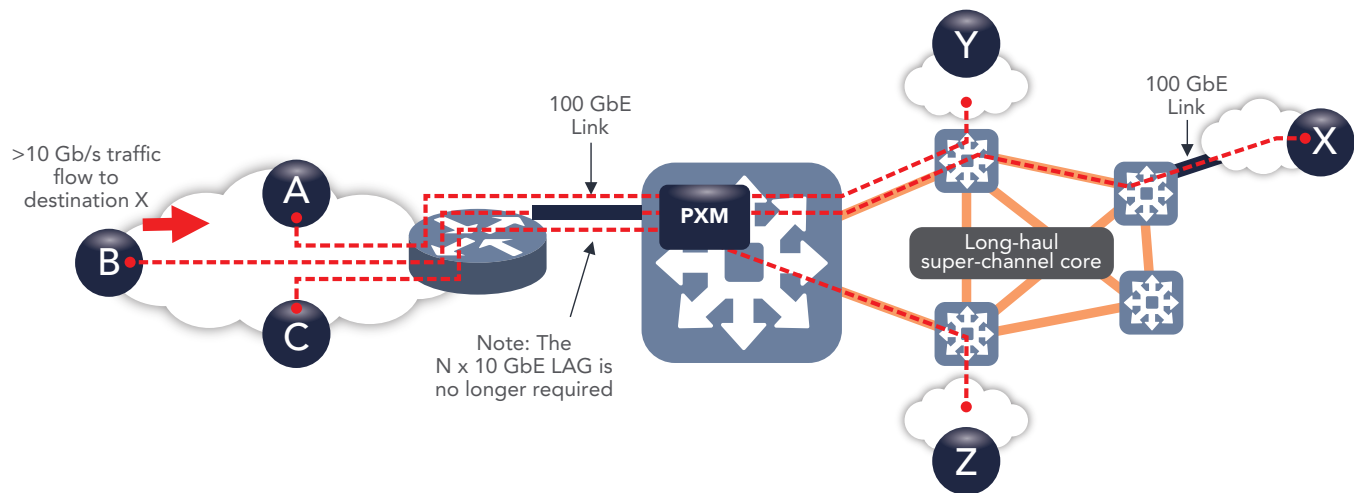 >10 Gb/s traffic
flow to
destination X
A
B
C
100 GbE
Link
Note: The
N x 10 GbE LAG is
no longer required
PXM
Y
Long-haul
super-channel core
Z
100 GbE
Link
X